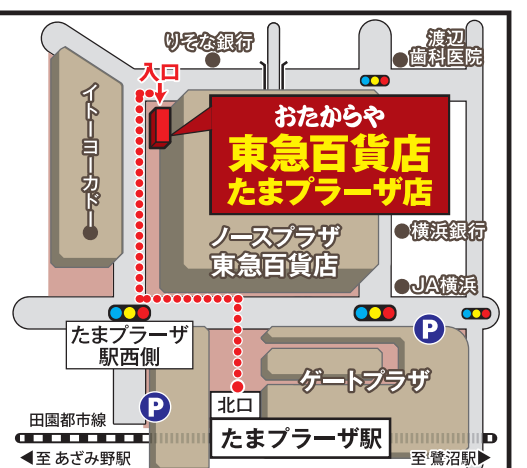 りそな銀行
渡辺
歯科医院
入口
イトーヨーカドー
おたからや
東急百貨店
たまプラーザ店
ノースプラザ
東急百貨店
横浜銀行
JA横浜
たまプラーザ
駅西側
P
ゲートプラザ
P
北口
田園都市線
たまプラーザ駅
◀至 あざみ野駅
至 鷺沼駅▶